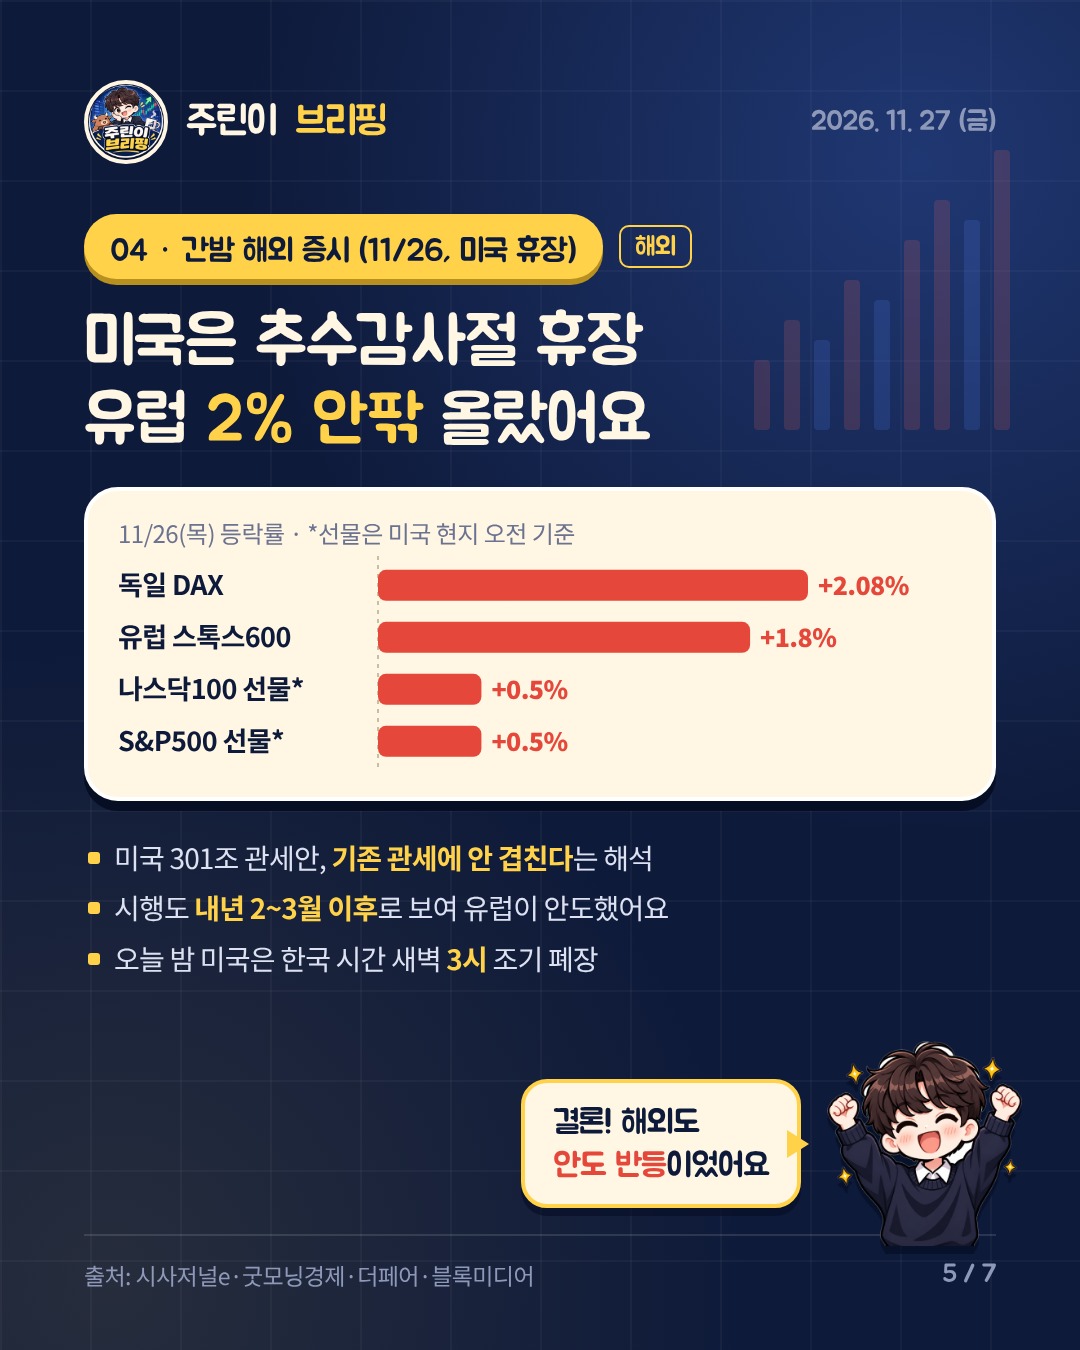 주린이 브리핑
주린이 브리핑
2026. 11. 27 (금)
04 · 간밤 해외 증시 (11/26, 미국 휴장)
해외
미국은 추수감사절 휴장
유럽 2% 안팎 올랐어요
11/26(목) 등락률 · *선물은 미국 현지 오전 기준
독일 DAX +2.08%
유럽 스톡스600 +1.8%
나스닥100 선물* +0.5%
S&P500 선물* +0.5%
미국 301조 관세안, 기존 관세에 안 겹친다는 해석
시행도 내년 2~3월 이후로 보여 유럽이 안도했어요
오늘 밤 미국은 한국 시간 새벽 3시 조기 폐장
결론! 해외도
안도 반등이었어요
출처: 시사저널e·굿모닝경제·더페어·블록미디어
5 / 7